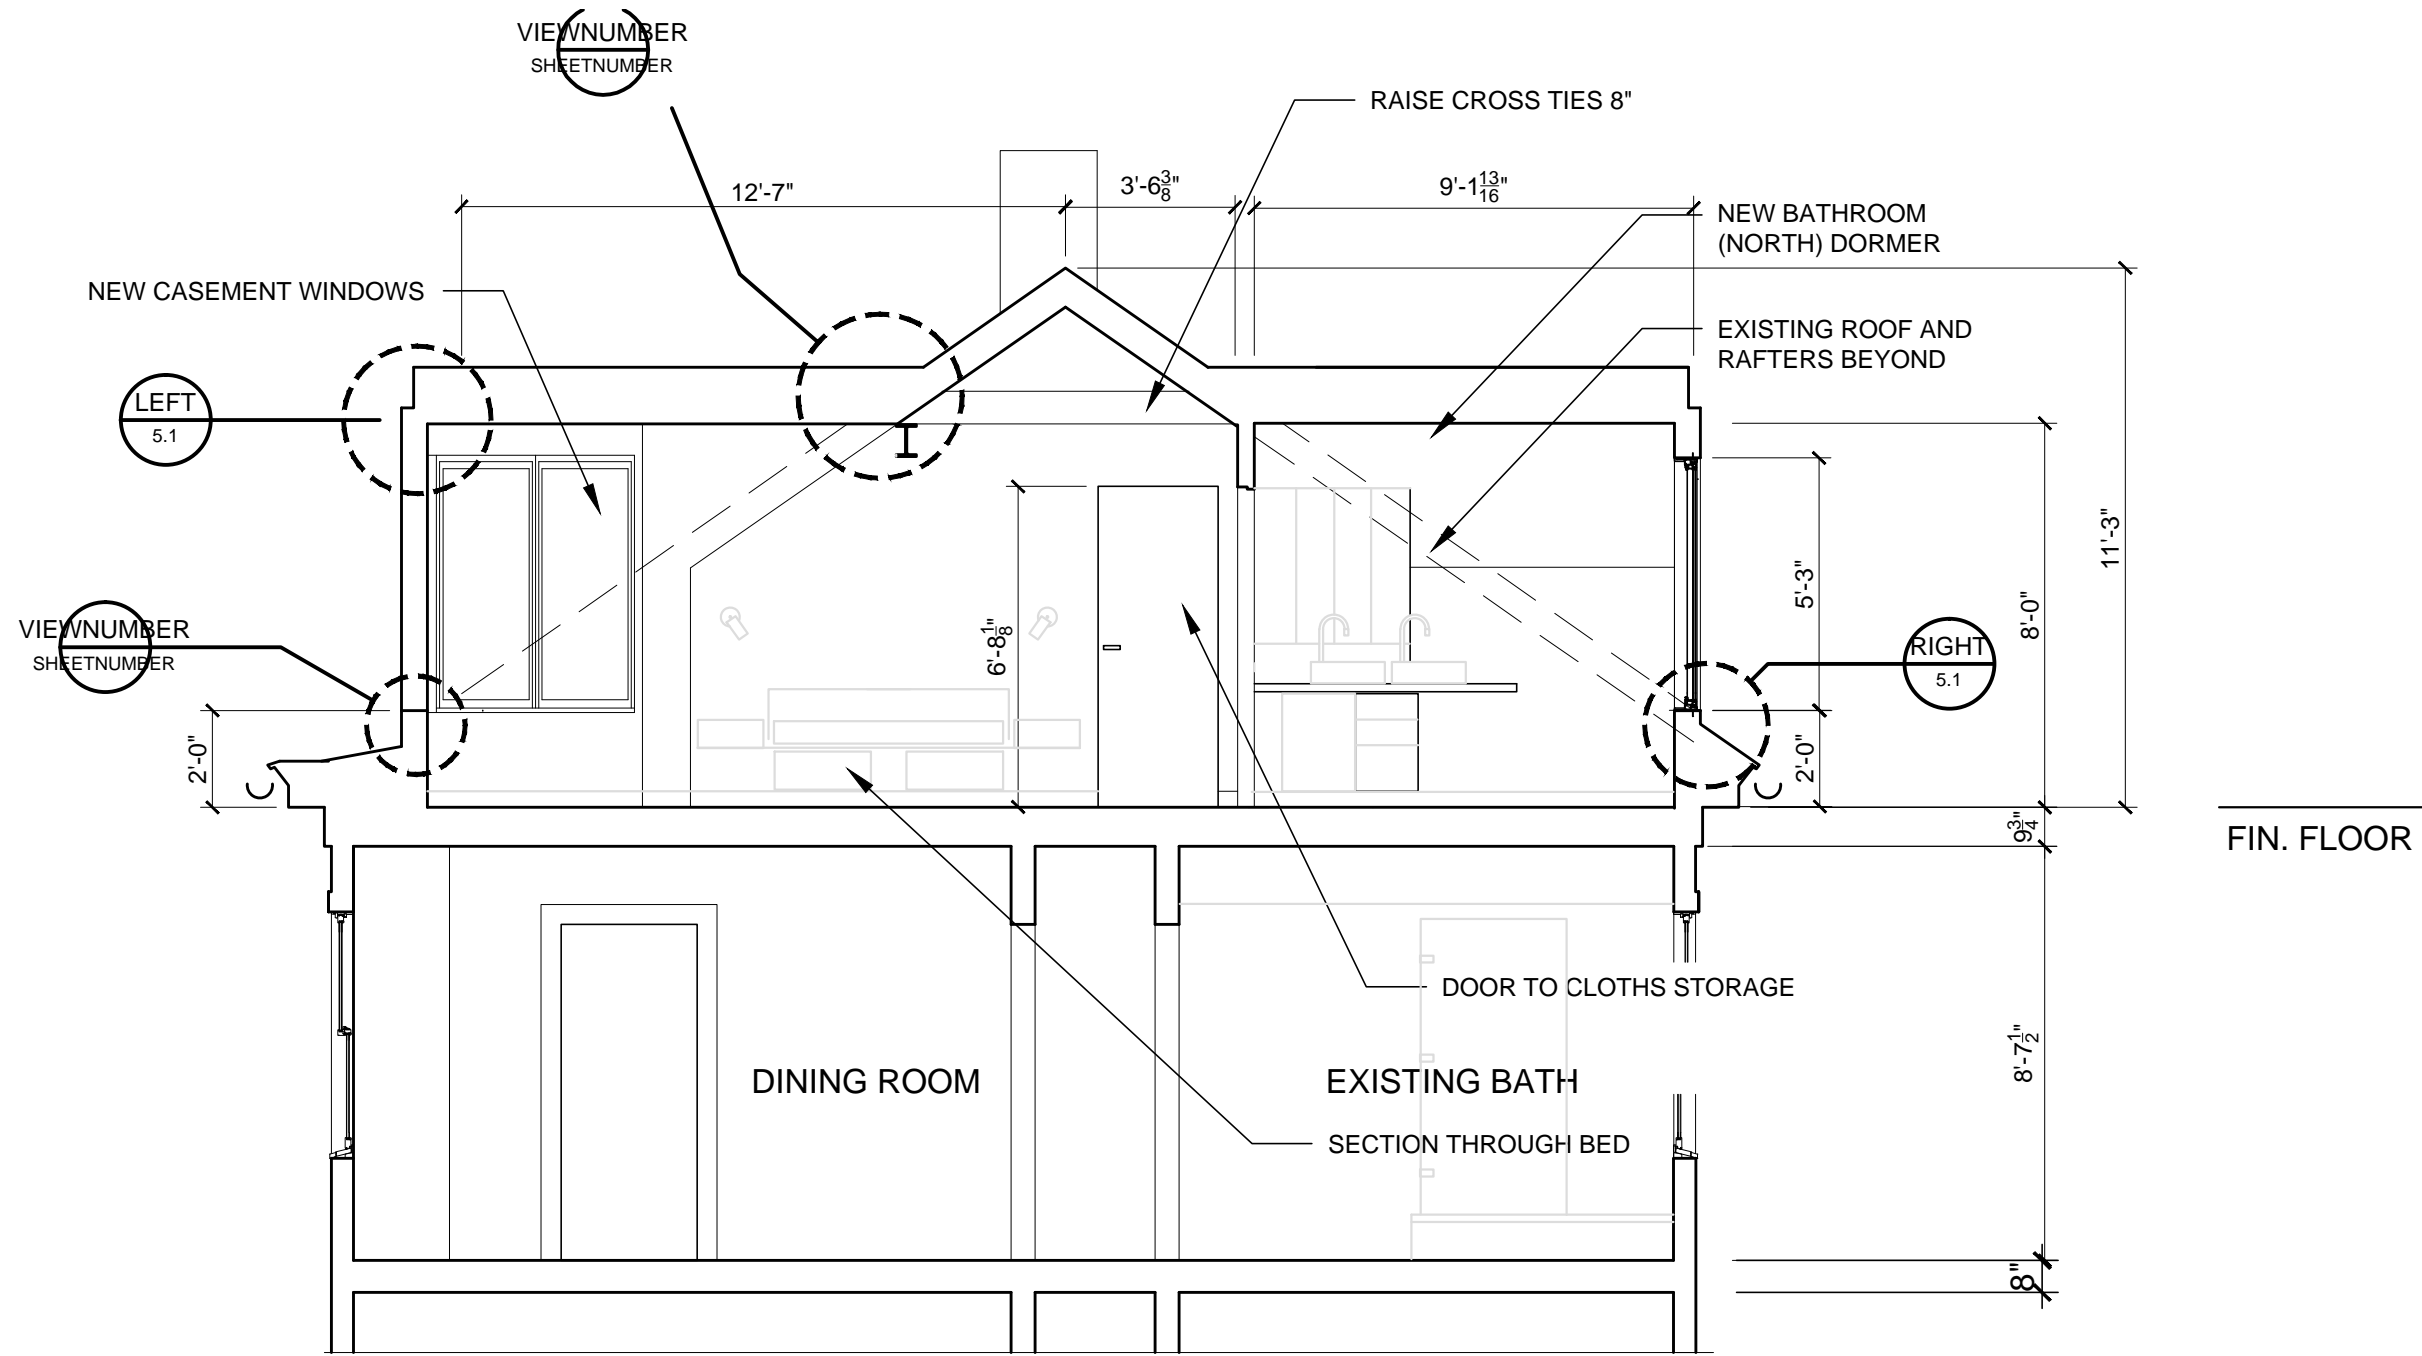 VIEWNUMBER
SHEETNUMBER
RAISE CROSS TIES 8"
12'-7"
3'-6 3/8"
9'-1 13/16"
NEW BATHROOM
(NORTH) DORMER
NEW CASEMENT WINDOWS
EXISTING ROOF AND
RAFTERS BEYOND
LEFT
5.1
11'-3"
5'-3"
8'-0"
6'-8 1/8"
VIEWNUMBER
SHEETNUMBER
RIGHT
5.1
2'-0"
2'-0"
9 3/4"
FIN. FLOOR
DOOR TO CLOTHS STORAGE
8'-7 1/2"
DINING ROOM
EXISTING BATH
SECTION THROUGH BED
8"